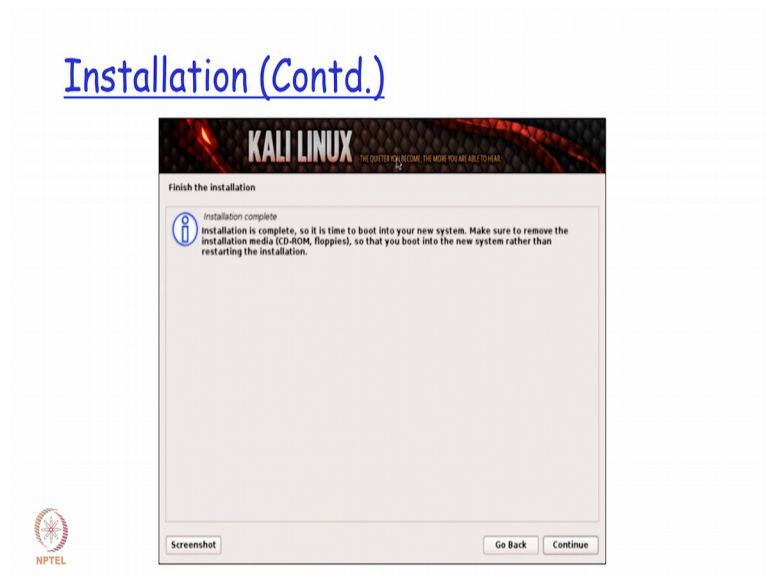 Installation (Contd.)
KALI LINUX
THE QUIETER YOU BECOME, THE MORE YOU ARE ABLE TO HEAR
Finish the installation
Installation complete
Installation is complete, so it is time to boot into your new system. Make sure to remove the
installation media (CD-ROM, floppies), so that you boot into the new system rather than
restarting the installation.
Screenshot
Go Back
Continue
NPTEL